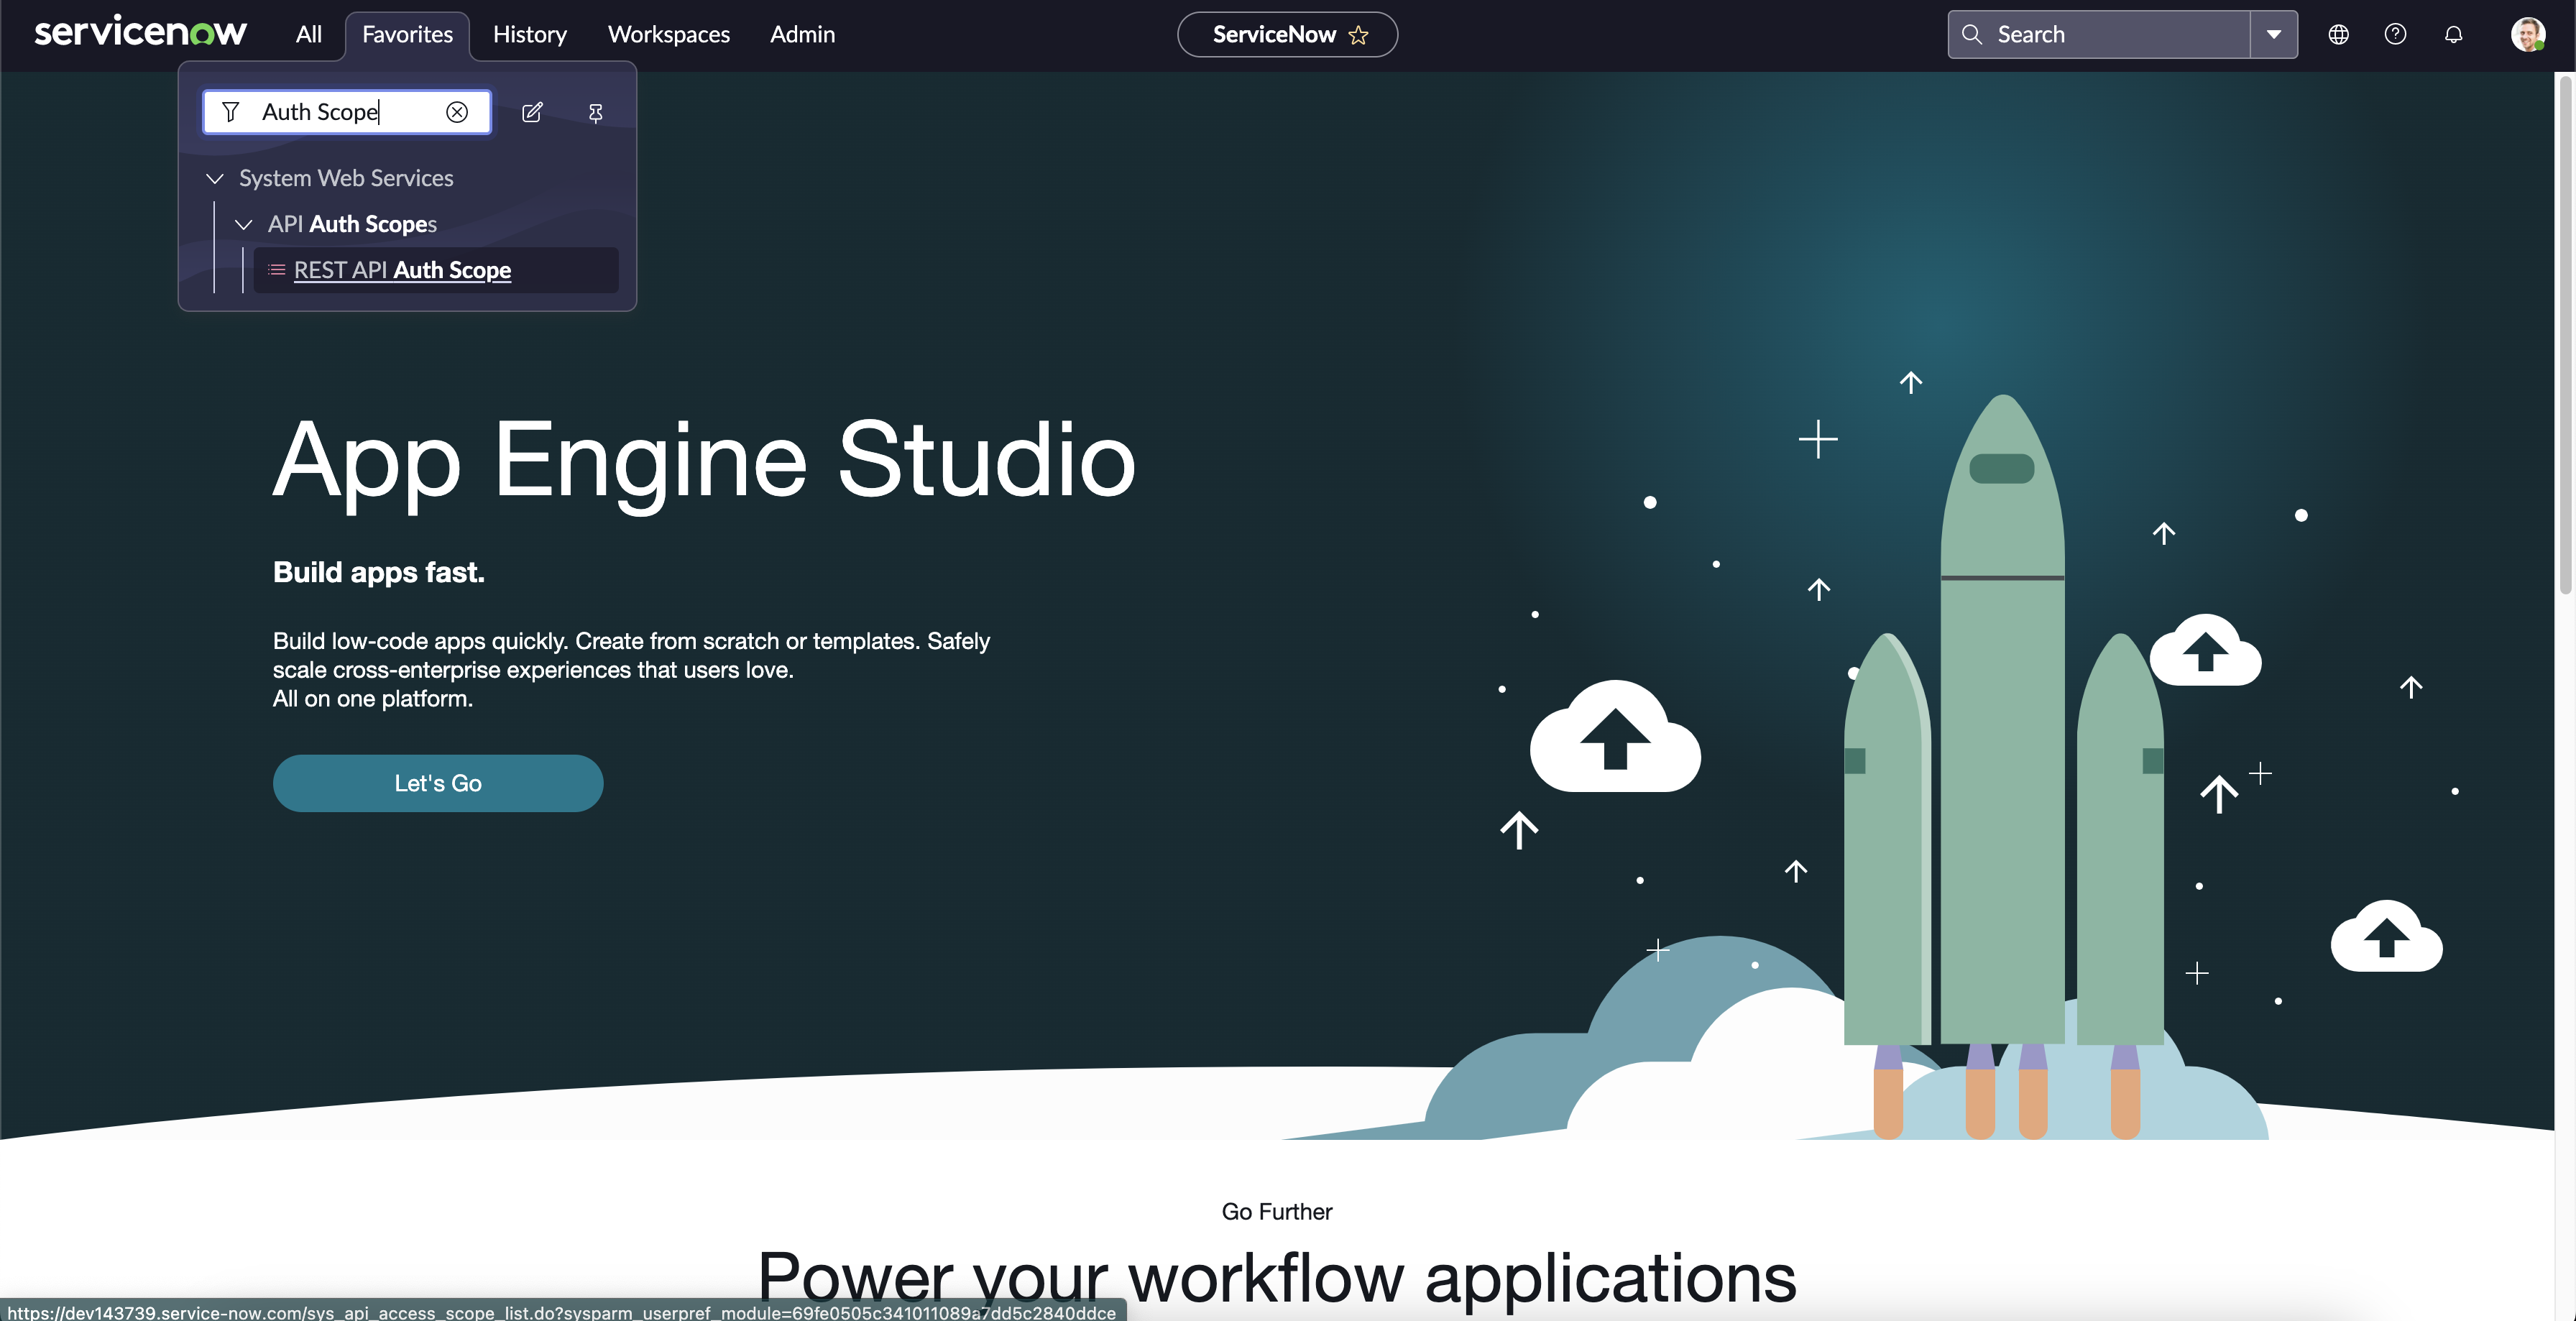 servicenow
All Favorites History Workspaces Admin
ServiceNow
Search
Auth Scope
System Web Services
API Auth Scopes
REST API Auth Scope
App Engine Studio
Build apps fast.
Build low-code apps quickly. Create from scratch or templates. Safely
scale cross-enterprise experiences that users love.
All on one platform.
Let's Go
Go Further
Power your workflow applications
https://dev143739.service-now.com/sys_api_access_scope_list.do?sysparm_userpref_module=69fe0505c341011089a7dd5c2840ddce